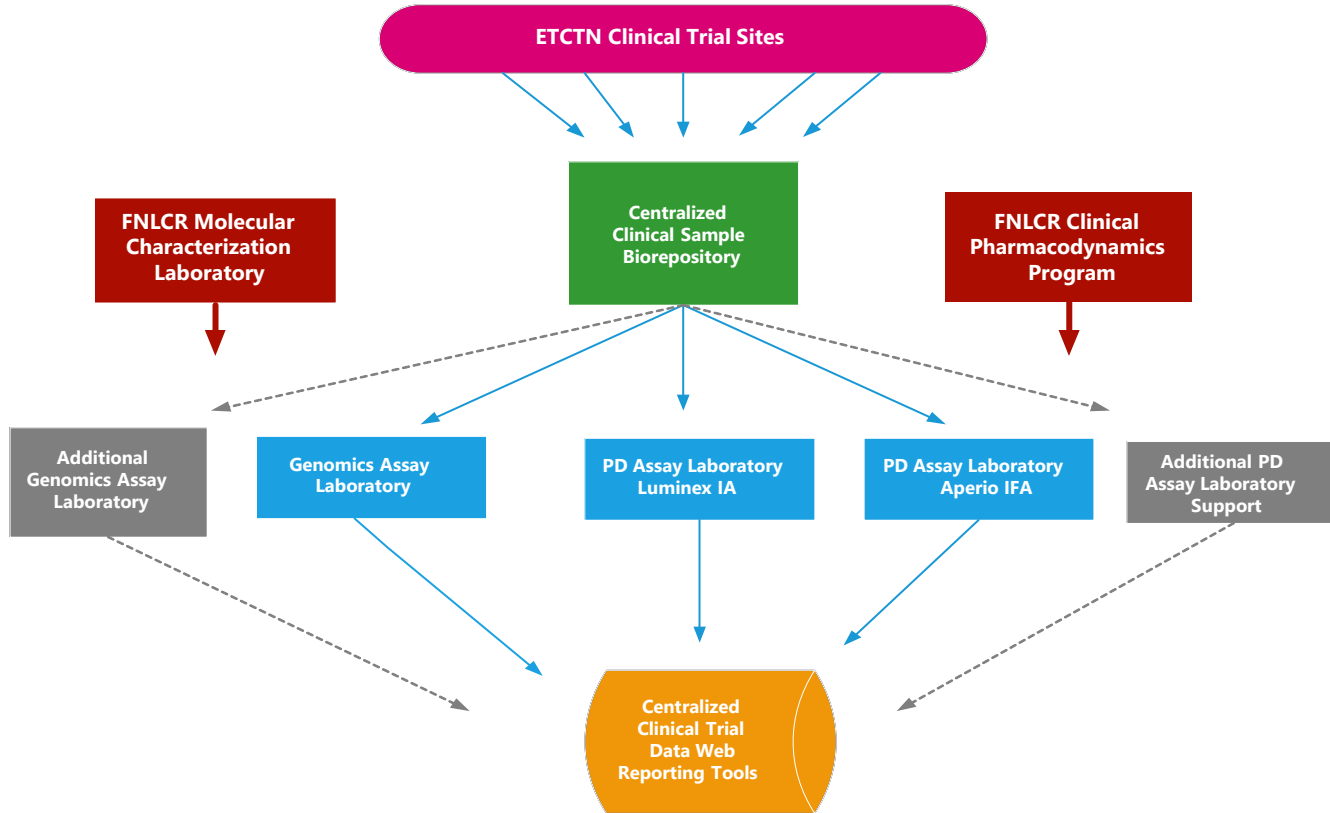 ETCTN Clinical Trial Sites
FNLCR Molecular
Characterization
Laboratory
Centralized
Clinical Sample
Biorepository
FNLCR Clinical
Pharmacodynamics
Program
Additional
Genomics Assay
Laboratory
Genomics Assay
Laboratory
PD Assay Laboratory
Luminex IA
PD Assay Laboratory
Aperio IFA
Additional PD
Assay Laboratory
Support
Centralized
Clinical Trial
Data Web
Reporting Tools